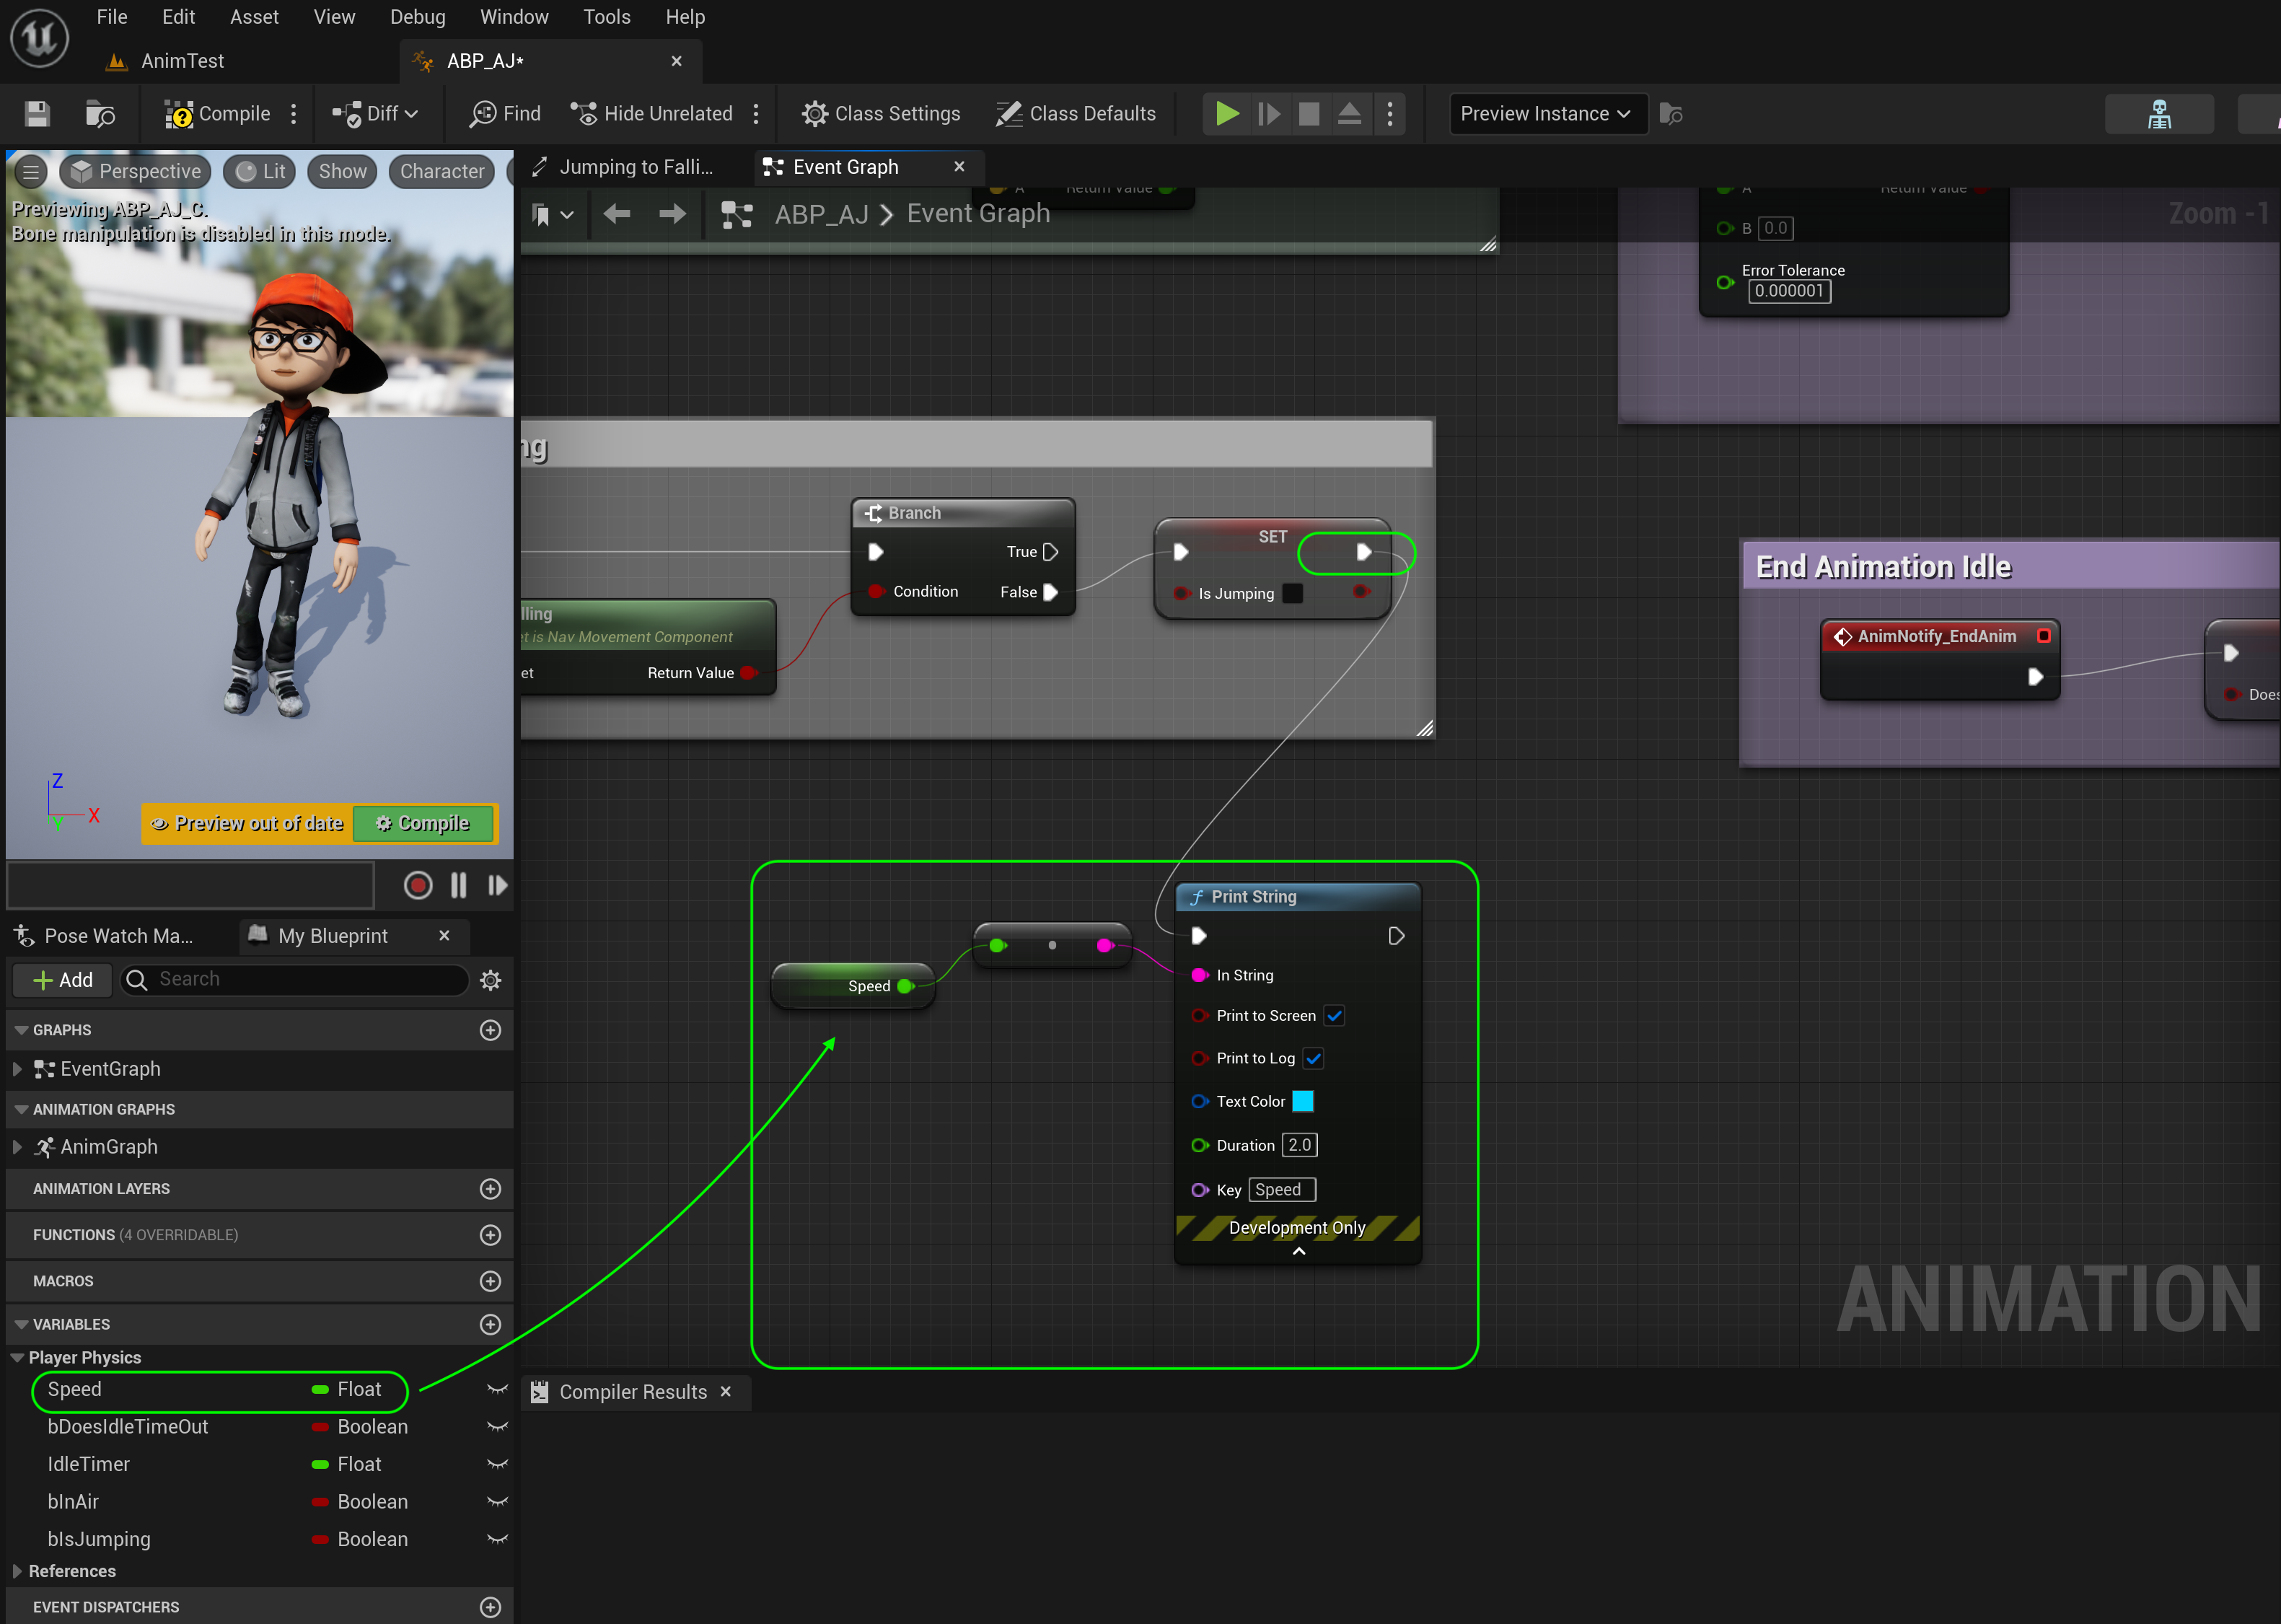 File Edit Asset View Debug Window Tools Help
AnimTest
ABP_AJ*
Compile
Diff
Find
Hide Unrelated
Class Settings
Class Defaults
Preview Instance
Perspective
Lit
Show
Character
Previewing ABP_AJ_C.
Bone manipulation is disabled in this mode.
Z
X
Y
Preview out of date
Compile
Pose Watch Ma...
My Blueprint
Add
Search
GRAPHS
EventGraph
ANIMATION GRAPHS
AnimGraph
ANIMATION LAYERS
FUNCTIONS (4 OVERRIDABLE)
MACROS
VARIABLES
Player Physics
Speed Float
bDoesIdleTimeOut Boolean
IdleTimer Float
bInAir Boolean
bIsJumping Boolean
References
EVENT DISPATCHERS
Jumping to Falli...
Event Graph
ABP_AJ > Event Graph
Zoom -1
A Return Value
A Return Value
B 0.0
Error Tolerance
0.000001
ng
Branch
True
Condition
False
SET
Is Jumping
lling
et is Nav Movement Component
et
Return Value
End Animation Idle
AnimNotify_EndAnim
Does
Speed
Print String
In String
Print to Screen
Print to Log
Text Color
Duration 2.0
Key Speed
Development Only
ANIMATION
Compiler Results